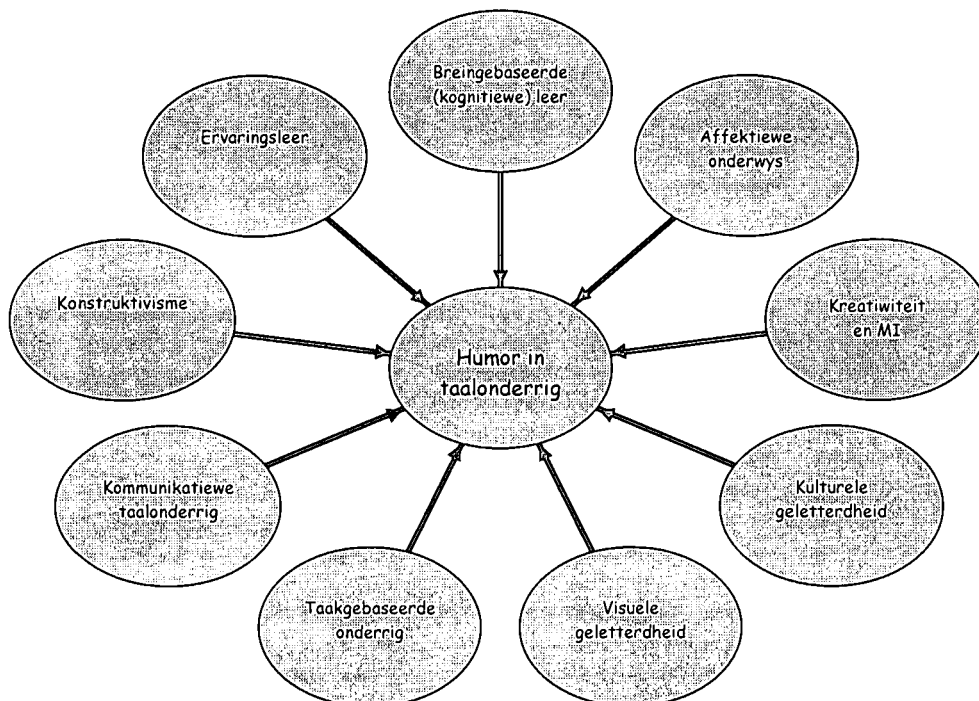 Breingebaseerde
(kognitiewe) leer
Affektiewe
onderwys
Kreatiwiteit
en MI
Kulturele
geletterdheid
Visuele
geletterdheid
Taakgebaseerde
onderrig
Kommunikatiewe
taalonderrig
Konstruktivisme
Ervaringsleer
Humor in
taalonderrig